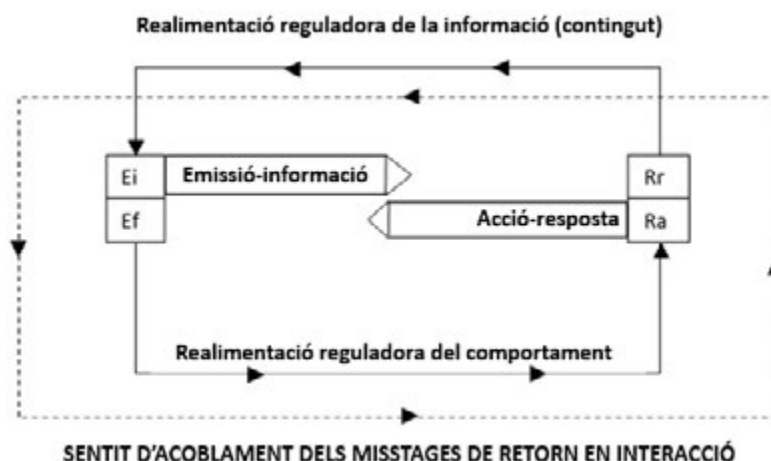 Realimentació reguladora de la informació (contingut)
Ei
Emissió-informació
Rr
Ef
Acció-resposta
Ra
Realimentació reguladora del comportament
SENTIT D'ACOBLAMENT DELS MISSTAGES DE RETORN EN INTERACCIÓ